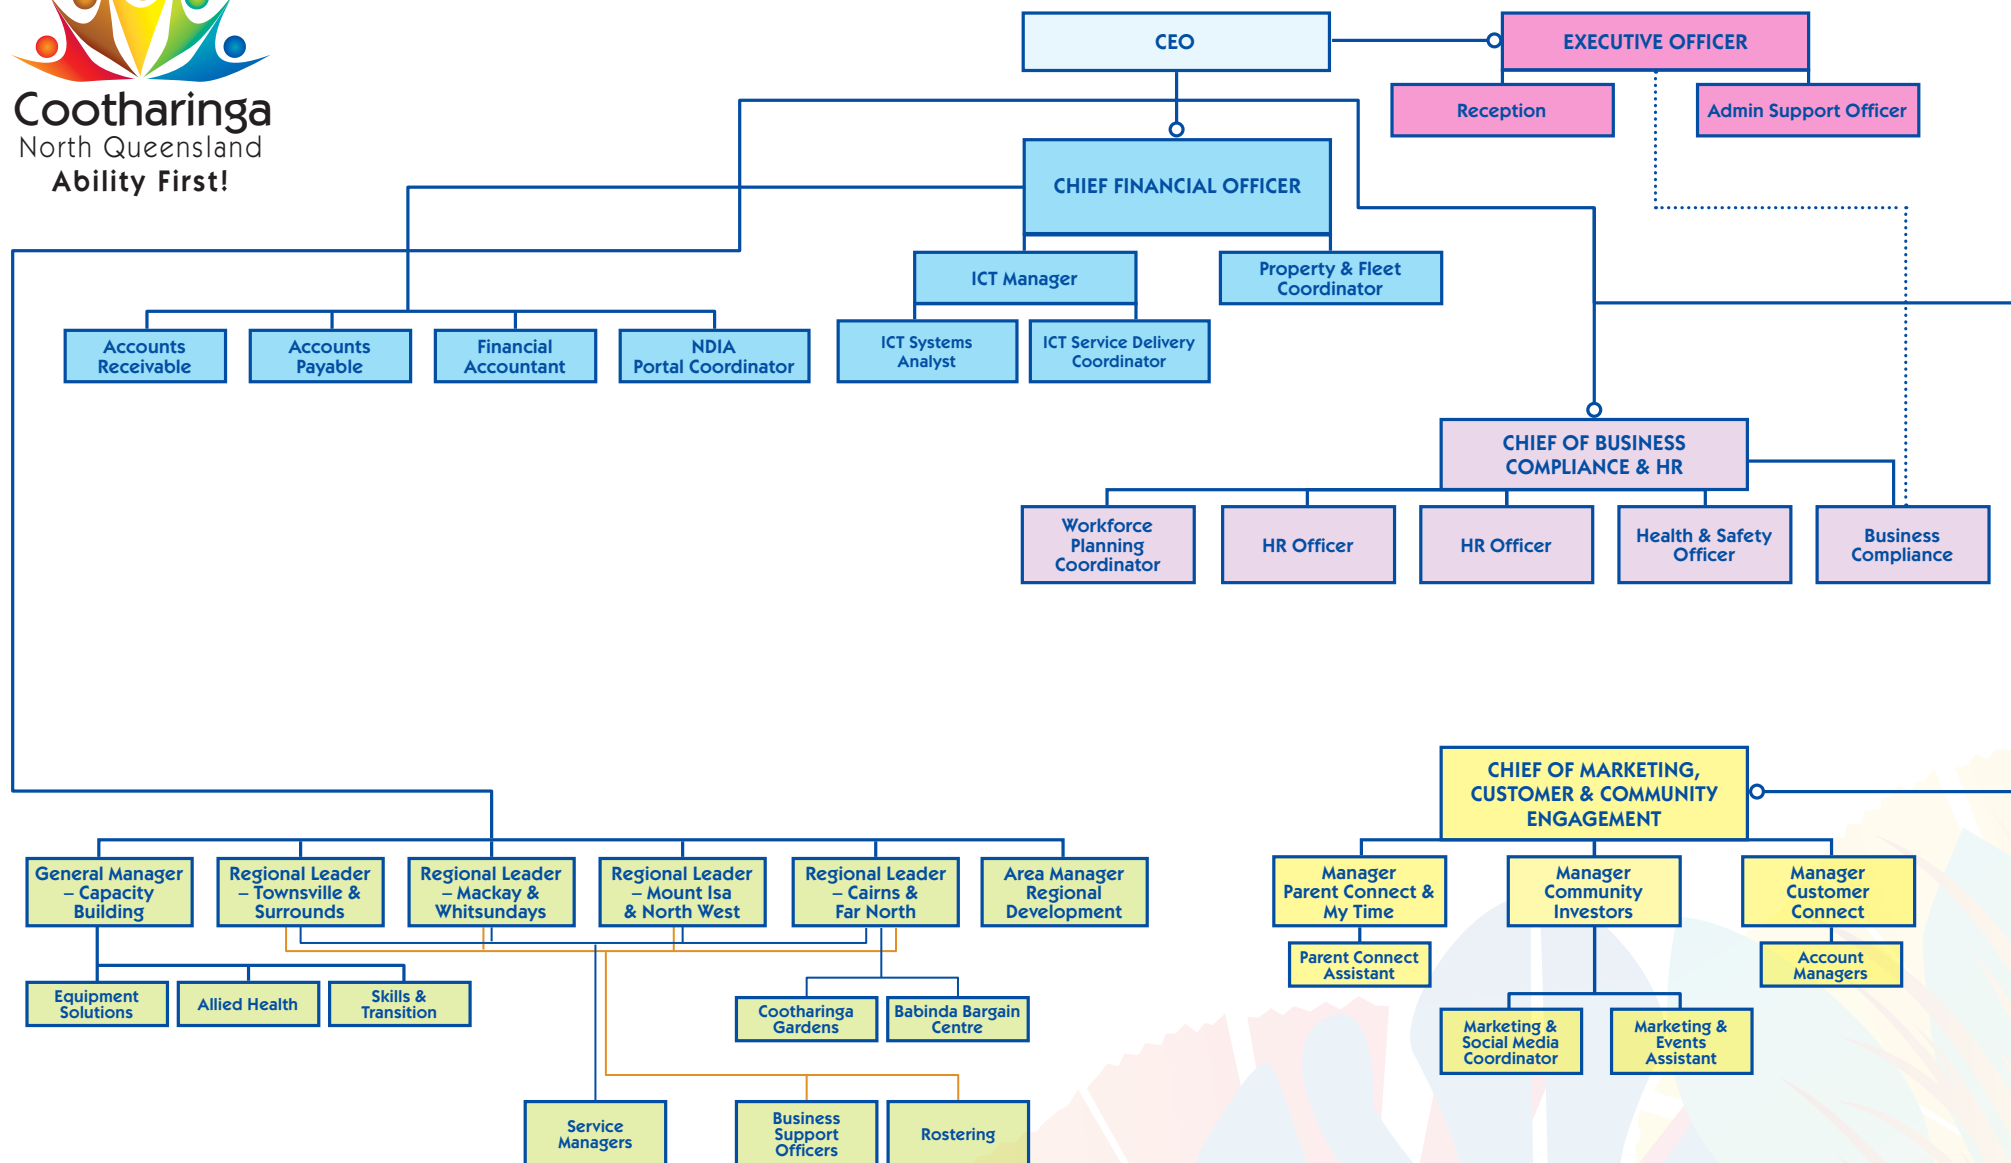 Cootharinga
North Queensland
Ability First!
CEO
EXECUTIVE OFFICER
Reception
Admin Support Officer
CHIEF FINANCIAL OFFICER
ICT Manager
Property & Fleet
Coordinator
Accounts
Receivable
Accounts
Payable
Financial
Accountant
NDIA
Portal Coordinator
ICT Systems
Analyst
ICT Service Delivery
Coordinator
CHIEF OF BUSINESS
COMPLIANCE & HR
Workforce
Planning
Coordinator
HR Officer
HR Officer
Health & Safety
Officer
Business
Compliance
CHIEF OF MARKETING,
CUSTOMER & COMMUNITY
ENGAGEMENT
General Manager
– Capacity
Building
Regional Leader
– Townsville &
Surrounds
Regional Leader
– Mackay &
Whitsundays
Regional Leader
– Mount Isa
& North West
Regional Leader
– Cairns &
Far North
Area Manager
Regional
Development
Manager
Parent Connect &
My Time
Manager
Community
Investors
Manager
Customer
Connect
Parent Connect
Assistant
Account
Managers
Equipment
Solutions
Allied Health
Skills &
Transition
Cootharinga
Gardens
Babinda Bargain
Centre
Marketing &
Social Media
Coordinator
Marketing &
Events
Assistant
Service
Managers
Business
Support
Officers
Rostering